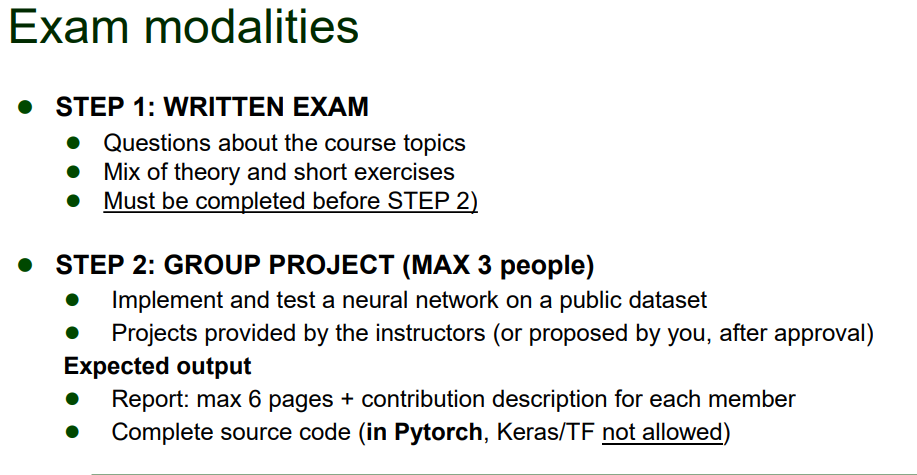 Exam modalities
● STEP 1: WRITTEN EXAM
● Questions about the course topics
● Mix of theory and short exercises
● Must be completed before STEP 2)
● STEP 2: GROUP PROJECT (MAX 3 people)
● Implement and test a neural network on a public dataset
● Projects provided by the instructors (or proposed by you, after approval)
Expected output
● Report: max 6 pages + contribution description for each member
● Complete source code (in Pytorch, Keras/TF not allowed)